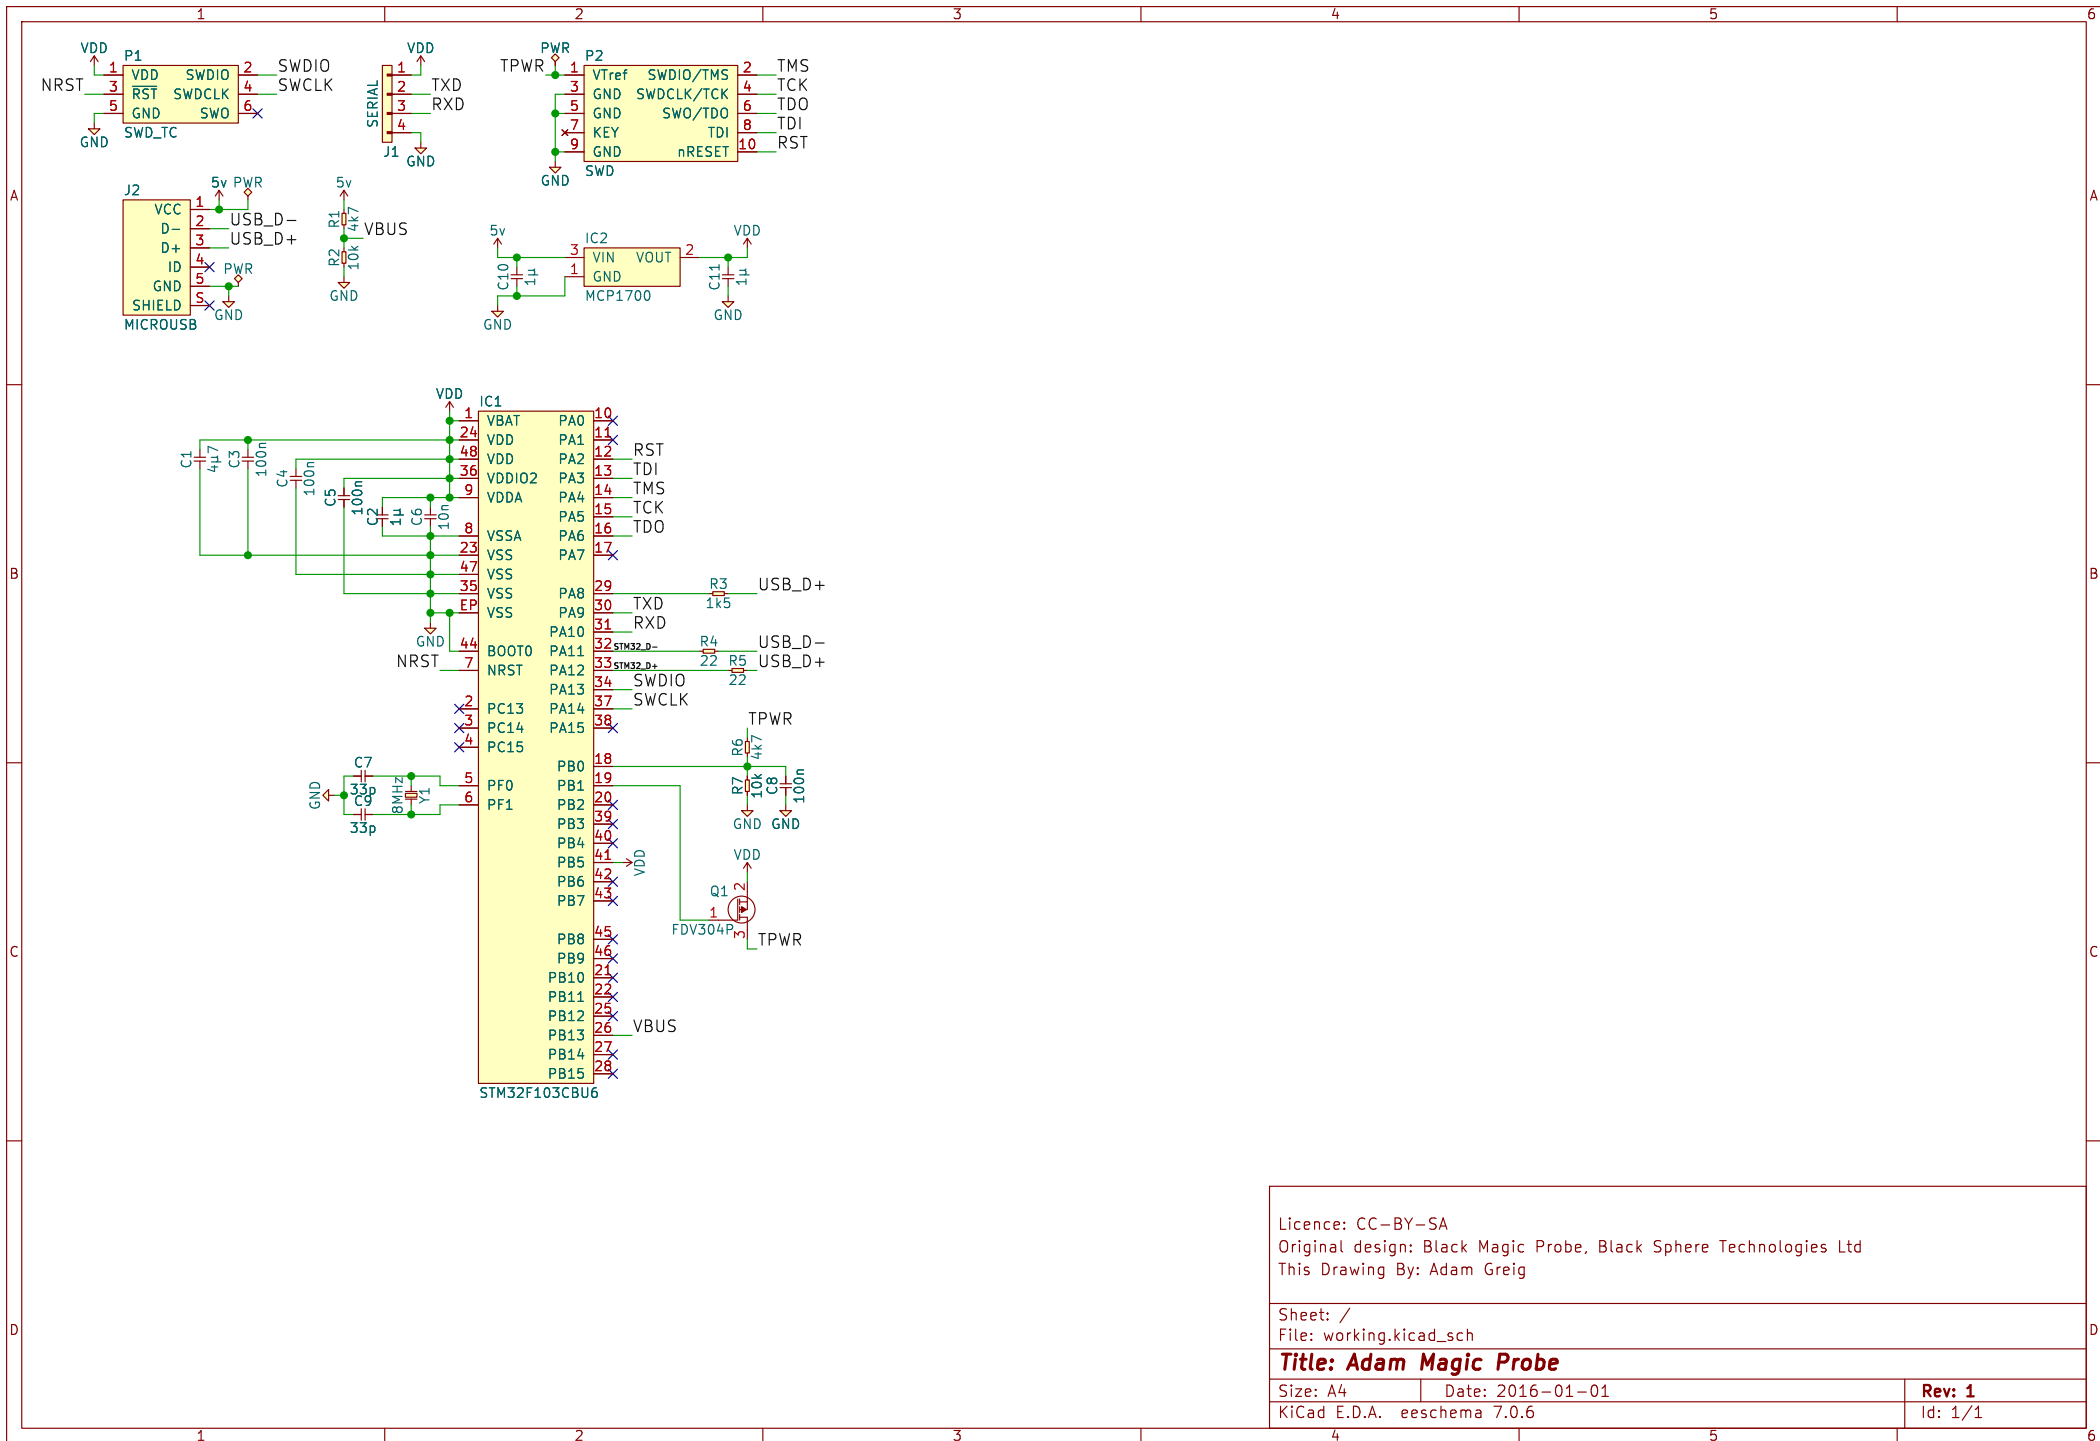 1 2 3 4 5 6
A
B
C
D
A
B
C
D
1 2 3 4 5 6
VDD
P1
NRST
1 VDD SWDIO 2 SWDIO
3 RST SWDCLK 4 SWCLK
5 GND SWO 6
SWD_TC
GND
VDD
SERIAL
1
2 TXD
3 RXD
4
J1
GND
PWR
P2
TPWR
1 VTref SWDIO/TMS 2 TMS
3 GND SWDCLK/TCK 4 TCK
5 GND SWO/TDO 6 TDO
7 KEY TDI 8 TDI
9 GND nRESET 10 RST
SWD
GND
J2
5v PWR
VCC 1
D- 2 USB_D-
D+ 3 USB_D+
ID 4
GND 5 PWR
SHIELD S
GND
MICROUSB
5v
R1 4k7
VBUS
R2 10k
GND
5v
IC2
VDD
3 VIN VOUT 2
1 GND
MCP1700
C10 1µ
C11 1µ
GND
GND
VDD
IC1
1 VBAT
24 VDD
48 VDD
36 VDDIO2
9 VDDA
8 VSSA
23 VSS
47 VSS
35 VSS
EP VSS
44 BOOT0
NRST 7 NRST
2 PC13
3 PC14
4 PC15
5 PF0
6 PF1
C1 4µ7
C3 100n
C4 100n
C5 100n
C2 1µ
C6 10n
GND
C7
33p
C9
33p
8MHz
Y1
GND
PA0 10
PA1 11
PA2 12 RST
PA3 13 TDI
PA4 14 TMS
PA5 15 TCK
PA6 16 TDO
PA7 17
PA8 29 R3 1k5 USB_D+
PA9 30 TXD
PA10 31 RXD
PA11 32 STM32_D- R4 22 USB_D-
PA12 33 STM32_D+ R5 22 USB_D+
PA13 34 SWDIO
PA14 37 SWCLK
PA15 38
PB0 18
PB1 19
PB2 20
PB3 39
PB4 40
PB5 41 VDD
PB6 42
PB7 43
PB8 45
PB9 46
PB10 21
PB11 22
PB12 25
PB13 26 VBUS
PB14 27
PB15 28
STM32F103CBU6
TPWR
R6 4k7
R7 10k
C8 100n
GND GND
VDD
Q1
2
1
3
FDV304P
TPWR
Licence: CC-BY-SA
Original design: Black Magic Probe, Black Sphere Technologies Ltd
This Drawing By: Adam Greig
Sheet: /
File: working.kicad_sch
Title: Adam Magic Probe
Size: A4 Date: 2016-01-01 Rev: 1
KiCad E.D.A. eeschema 7.0.6 Id: 1/1